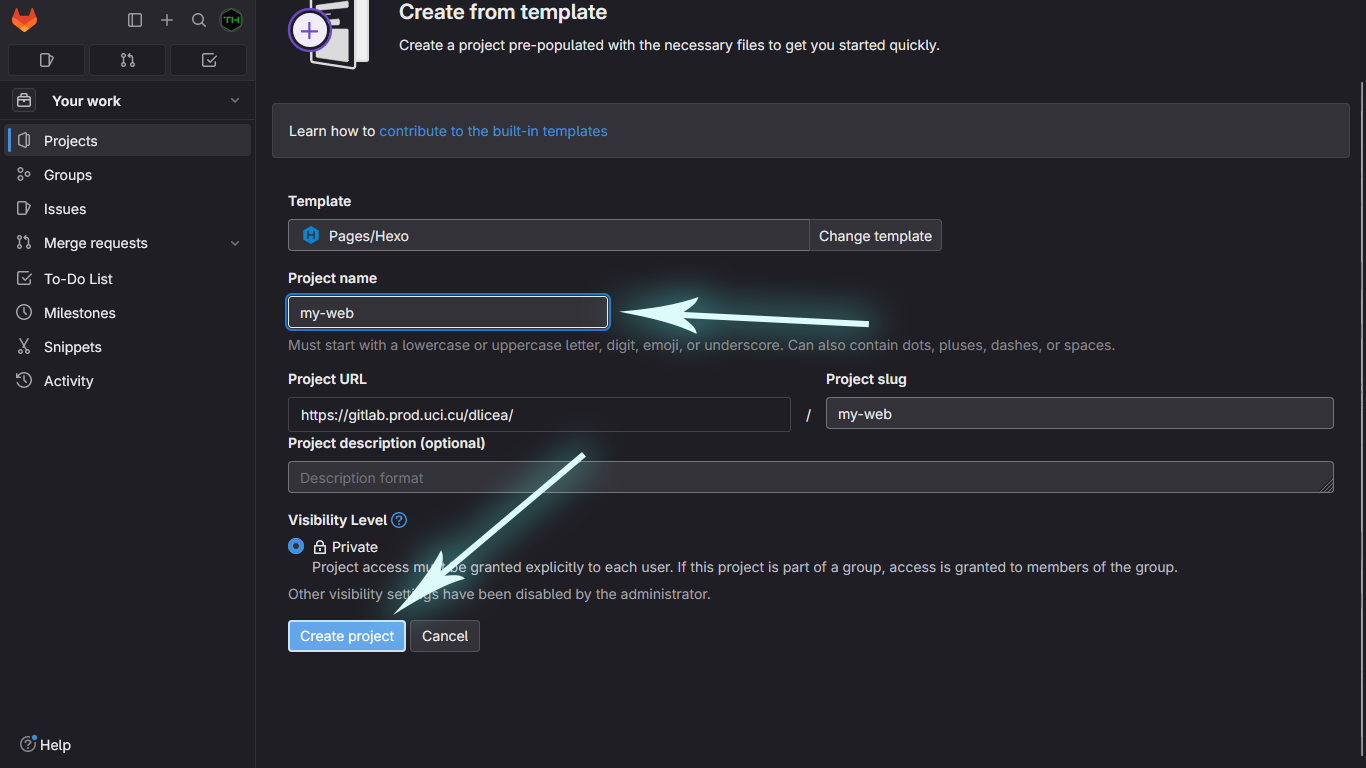 TH
Create from template
Create a project pre-populated with the necessary files to get you started quickly.
Your work
Projects
Groups
Issues
Merge requests
To-Do List
Milestones
Snippets
Activity
Help
Learn how to contribute to the built-in templates
Template
Pages/Hexo
Change template
Project name
my-web
Must start with a lowercase or uppercase letter, digit, emoji, or underscore. Can also contain dots, pluses, dashes, or spaces.
Project URL
Project slug
https://gitlab.prod.uci.cu/dlicea/
/
my-web
Project description (optional)
Description format
Visibility Level
Private
Project access must be granted explicitly to each user. If this project is part of a group, access is granted to members of the group.
Other visibility settings have been disabled by the administrator.
Create project
Cancel